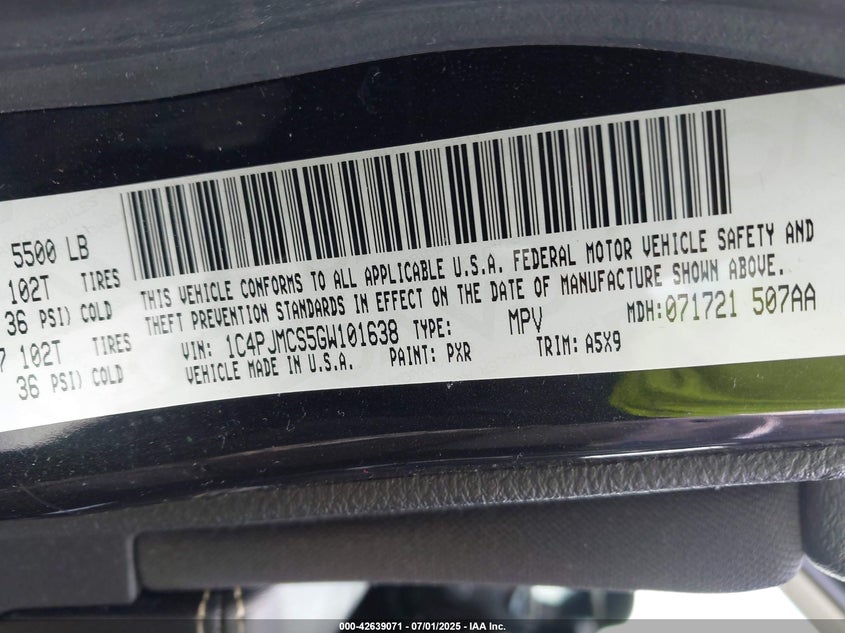 5500 LB
102T TIRES
36 PSI) COLD
7 102T TIRES
36 PSI) COLD
THIS VEHICLE CONFORMS TO ALL APPLICABLE U.S.A. FEDERAL MOTOR VEHICLE SAFETY AND
THEFT PREVENTION STANDARDS IN EFFECT ON THE DATE OF MANUFACTURE SHOWN ABOVE.
VIN: 1C4PJMCS5GW101638 TYPE: MPV MDH:071721 507AA
VEHICLE MADE IN U.S.A. PAINT: PXR TRIM: A5X9
000-42639071 / 07/01/2025 - IAA Inc.